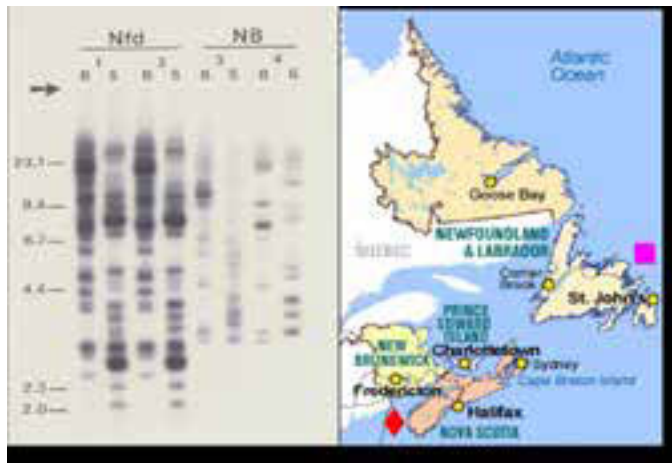 Nfd NB
1 2 3 4
B S B S B S B
23.1
9.4
6.7
4.4
2.3
2.0
Atlantic
Ocean
Goose Bay
NEWFOUNDLAND
& LABRADOR
QUEBEC
Corner
Brook
St. John's
PRINCE
EDWARD
ISLAND
NEW
BRUNSWICK
Charlottetown
Sydney
Cape Breton Island
Fredericton
Halifax
NOVA SCOTIA